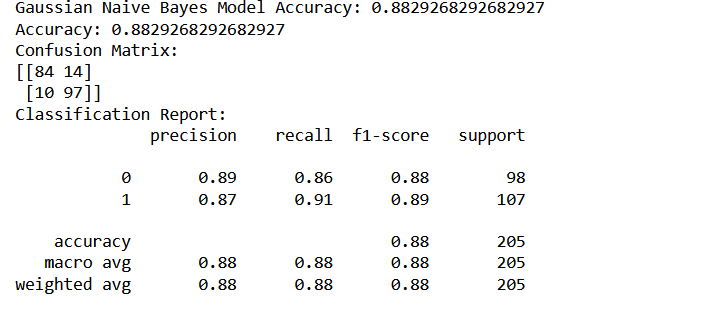 Gaussian Naive Bayes Model Accuracy: 0.8829268292682927
Accuracy: 0.8829268292682927
Confusion Matrix:
[[84 14]
 [10 97]]
Classification Report:
              precision    recall  f1-score   support

           0       0.89      0.86      0.88        98
           1       0.87      0.91      0.89       107

    accuracy                           0.88       205
   macro avg       0.88      0.88      0.88       205
weighted avg       0.88      0.88      0.88       205